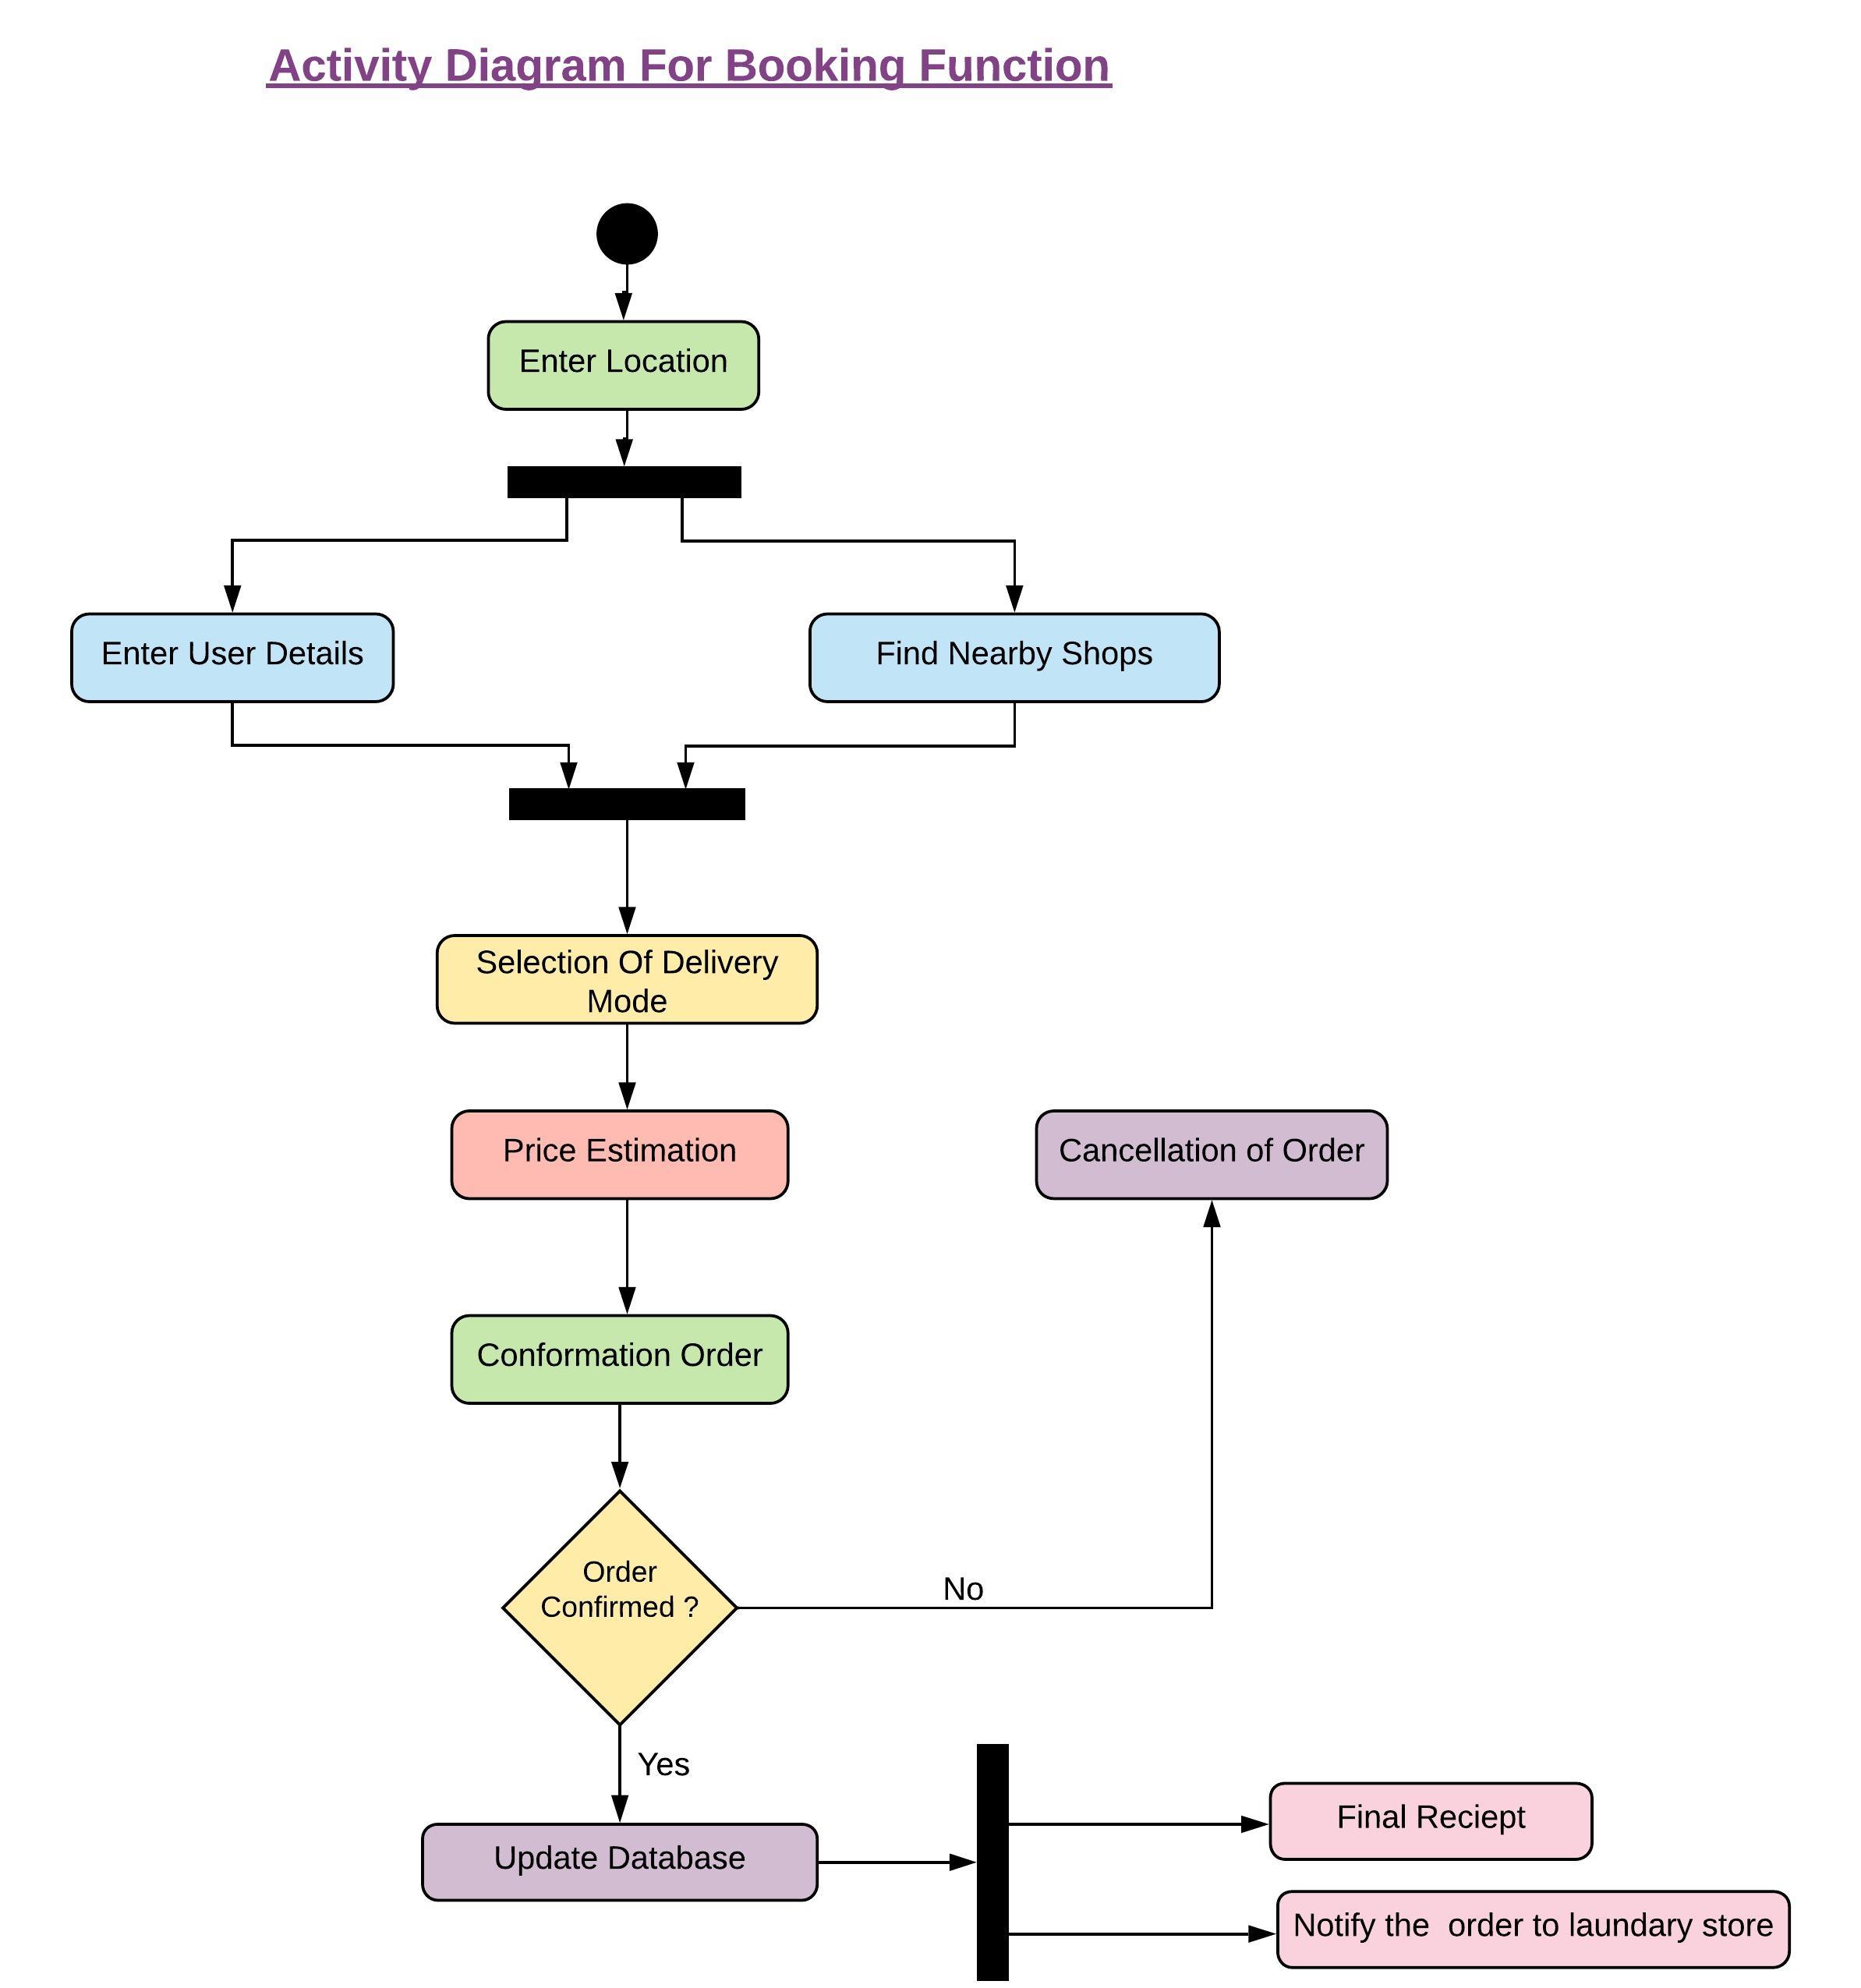 Activity Diagram For Booking Function
Enter Location
Enter User Details
Find Nearby Shops
Selection Of Delivery
Mode
Price Estimation
Cancellation of Order
Conformation Order
Order
Confirmed ?
No
Yes
Update Database
Final Reciept
Notify the  order to laundary store